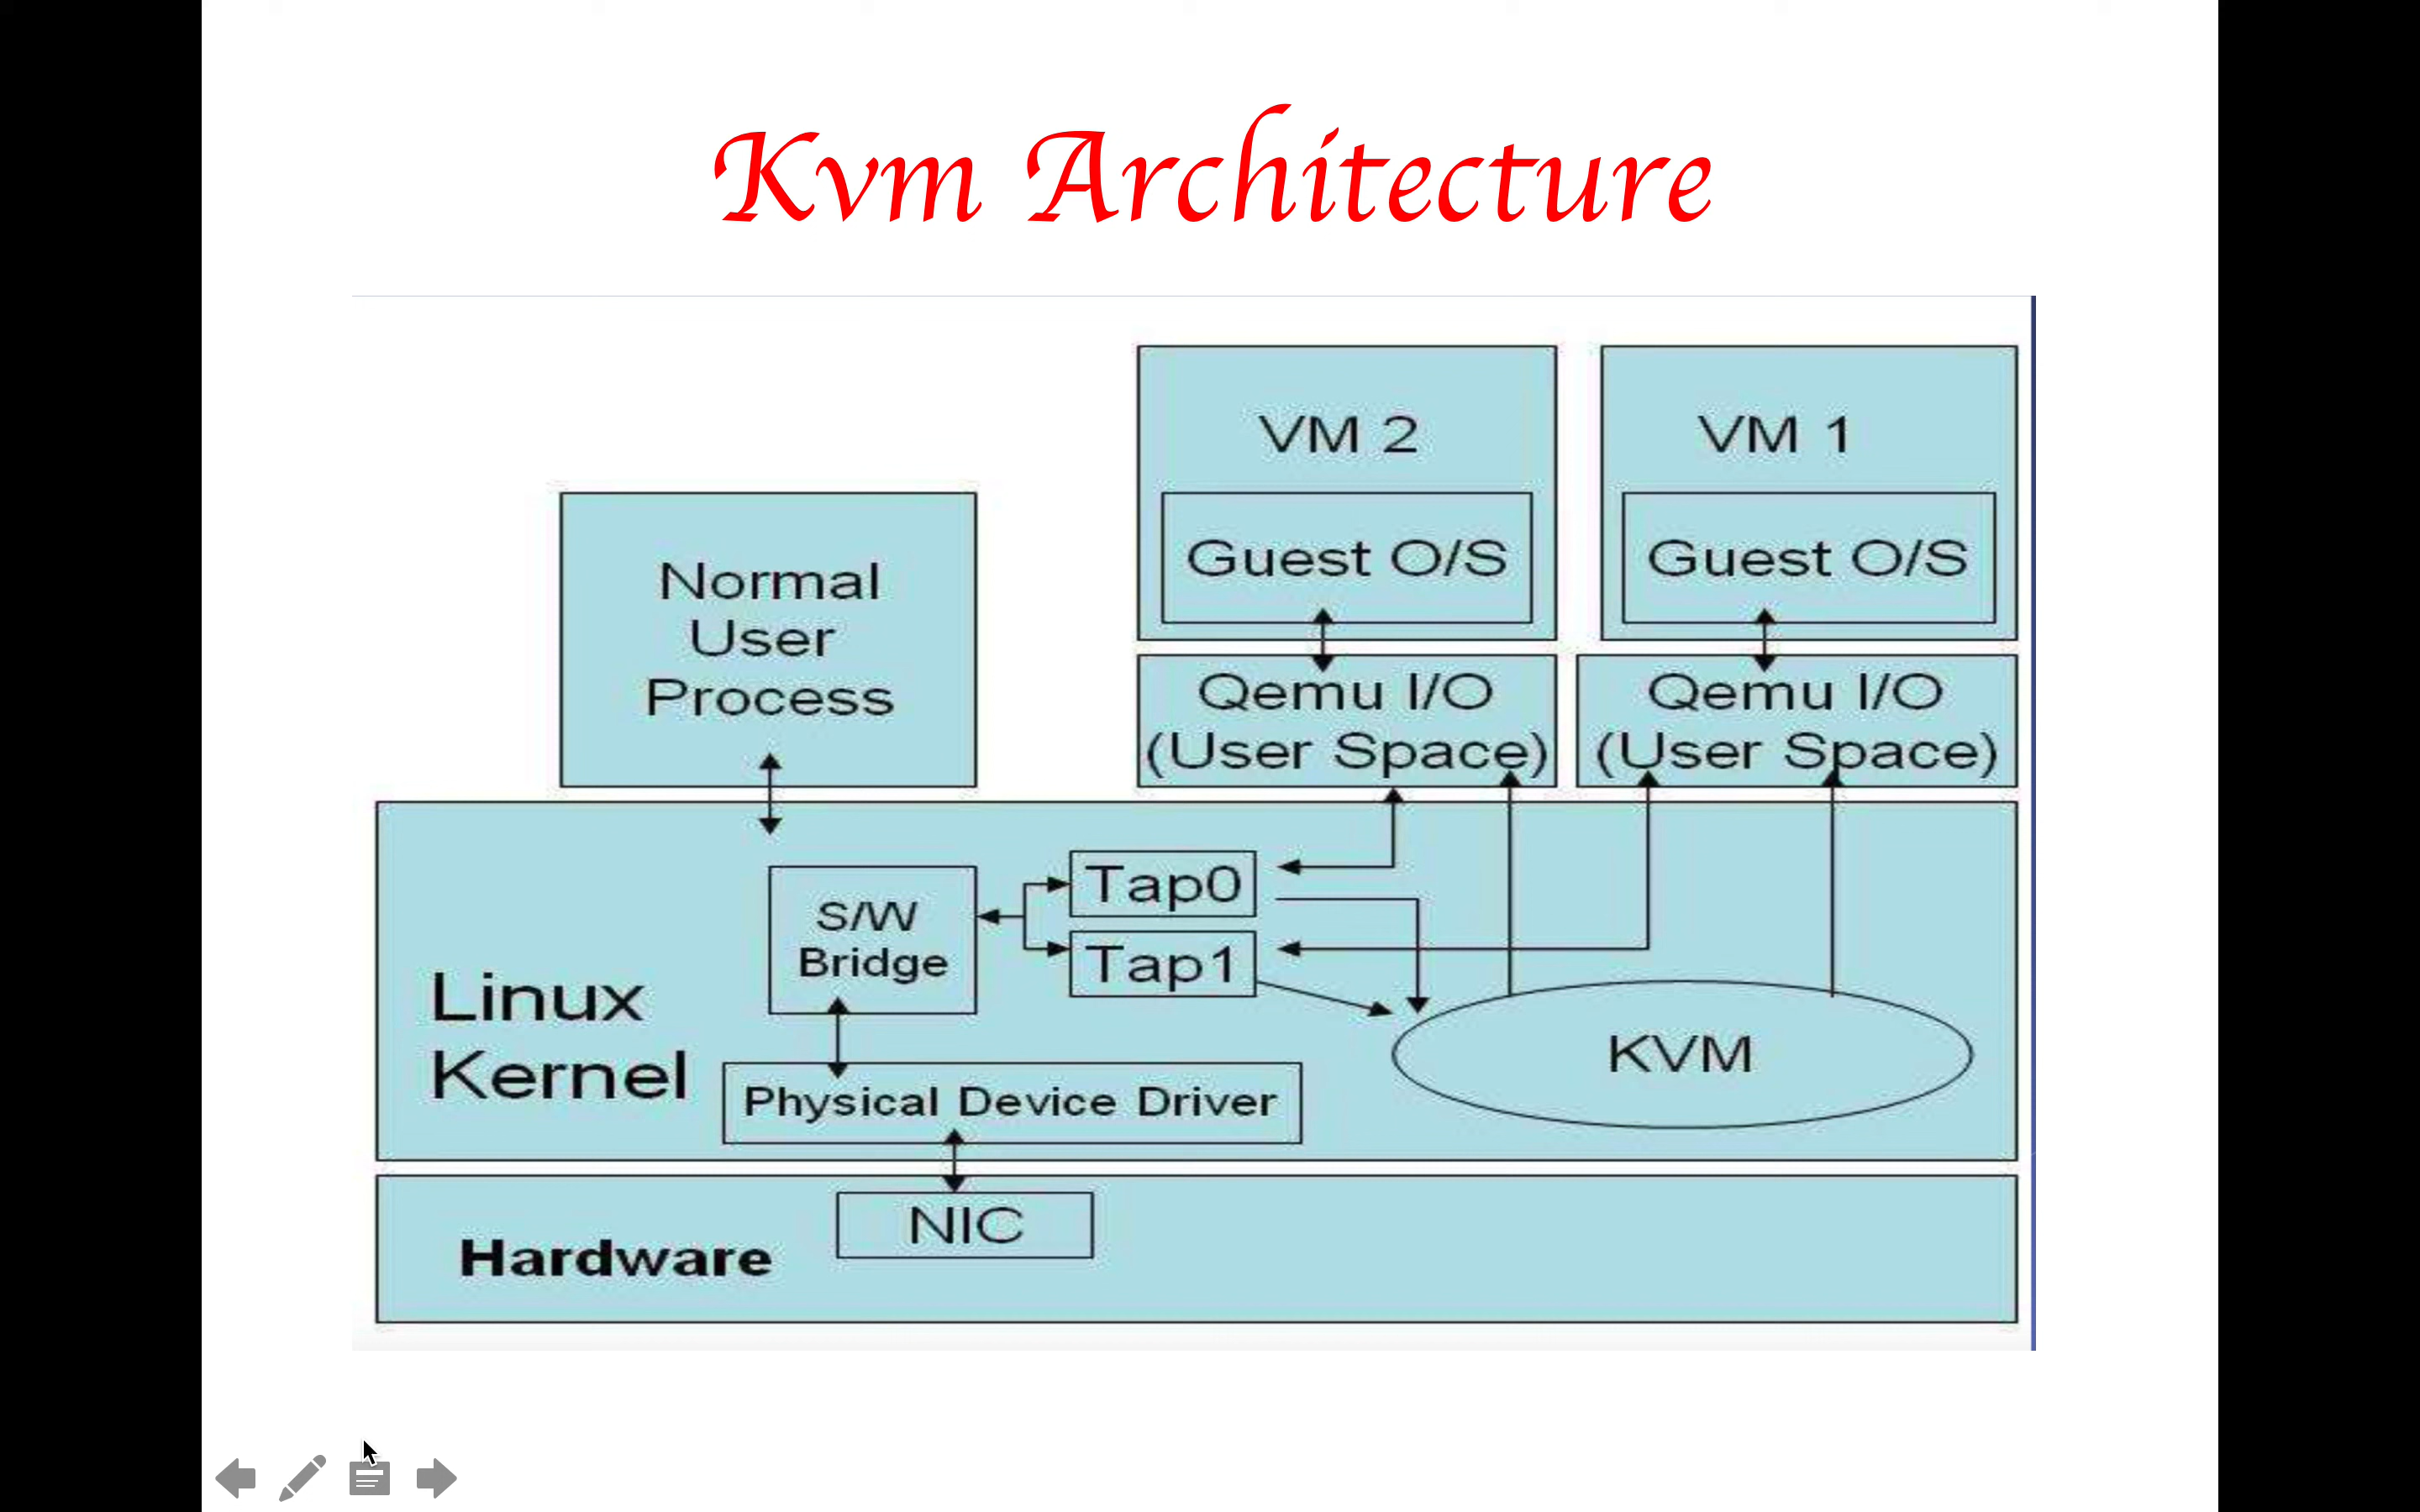 Kvm Architecture
VM 2
VM 1
Guest O/S
Guest O/S
Normal
User
Process
Qemu I/O
(User Space)
Qemu I/O
(User Space)
Linux
Kernel
S/W
Bridge
Tap0
Tap1
KVM
Physical Device Driver
Hardware
NIC